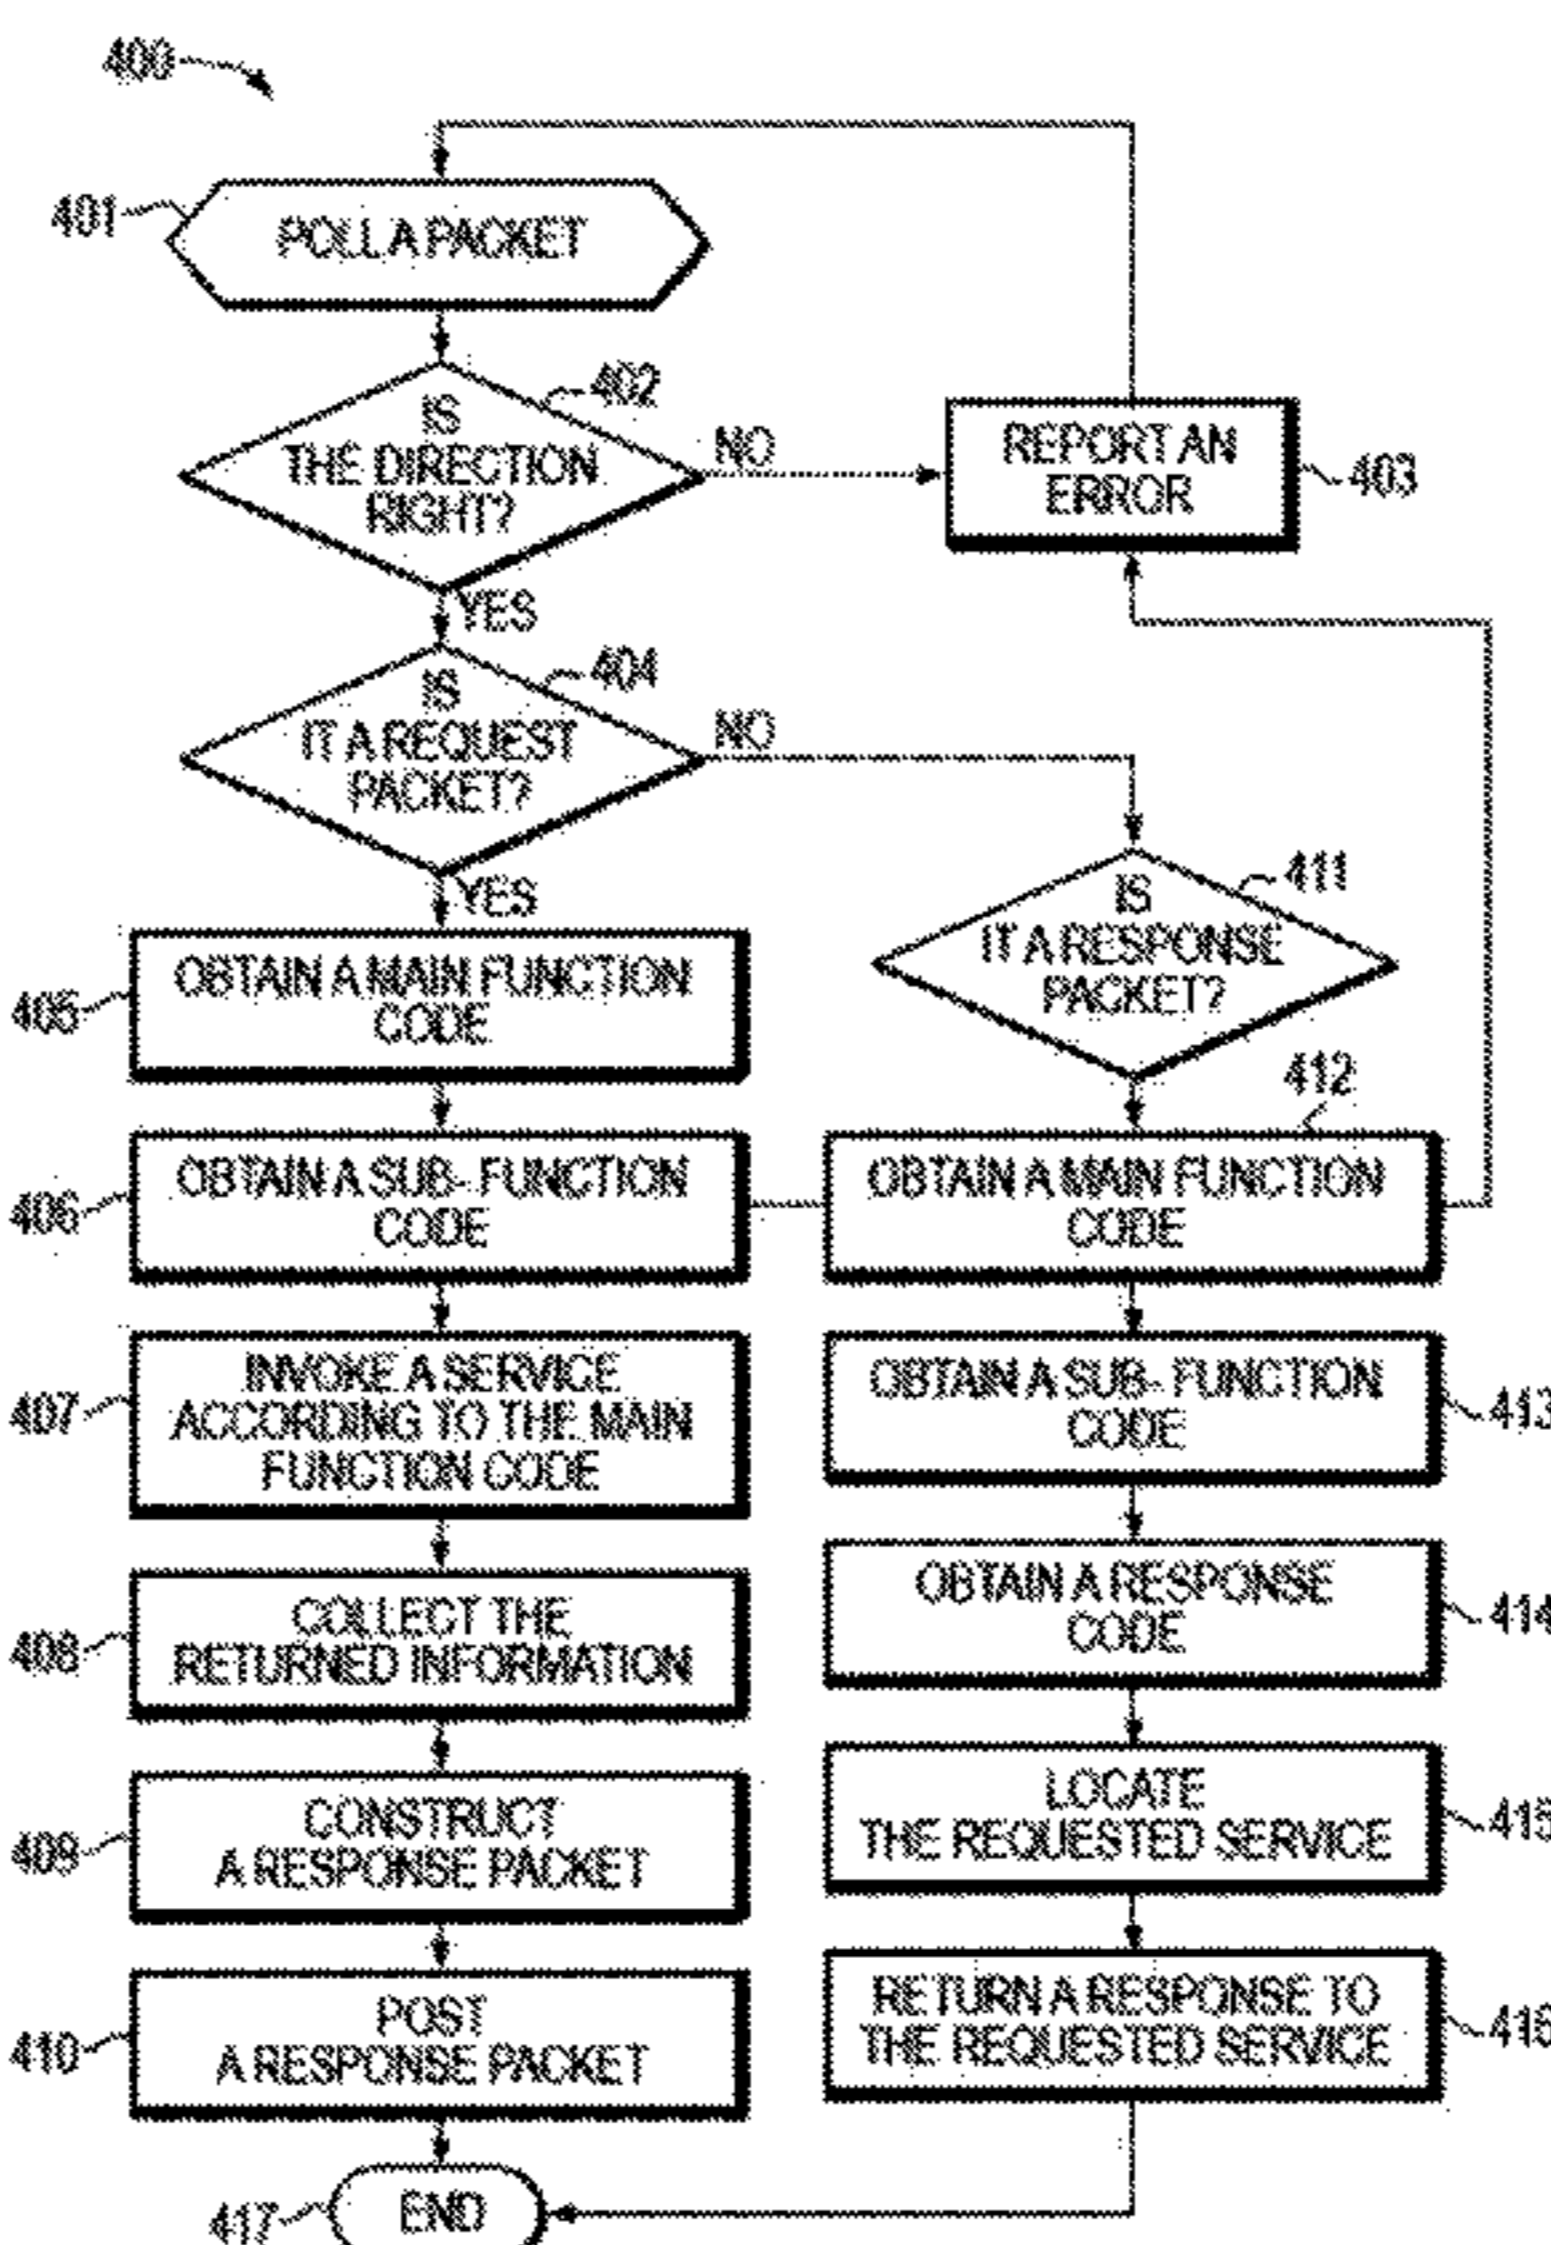 400
401
POLL A PACKET
402
IS
THE DIRECTION
RIGHT?
NO
YES
REPORT AN
ERROR
403
404
IS
IT A REQUEST
PACKET?
NO
YES
411
IS
IT A RESPONSE
PACKET?
405
OBTAIN A MAIN FUNCTION
CODE
412
406
OBTAIN A SUB-FUNCTION
CODE
OBTAIN A MAIN FUNCTION
CODE
407
INVOKE A SERVICE
ACCORDING TO THE MAIN
FUNCTION CODE
OBTAIN A SUB-FUNCTION
CODE
413
408
COLLECT THE
RETURNED INFORMATION
OBTAIN A RESPONSE
CODE
414
409
CONSTRUCT
A RESPONSE PACKET
LOCATE
THE REQUESTED SERVICE
415
410
POST
A RESPONSE PACKET
RETURN A RESPONSE TO
THE REQUESTED SERVICE
416
417
END